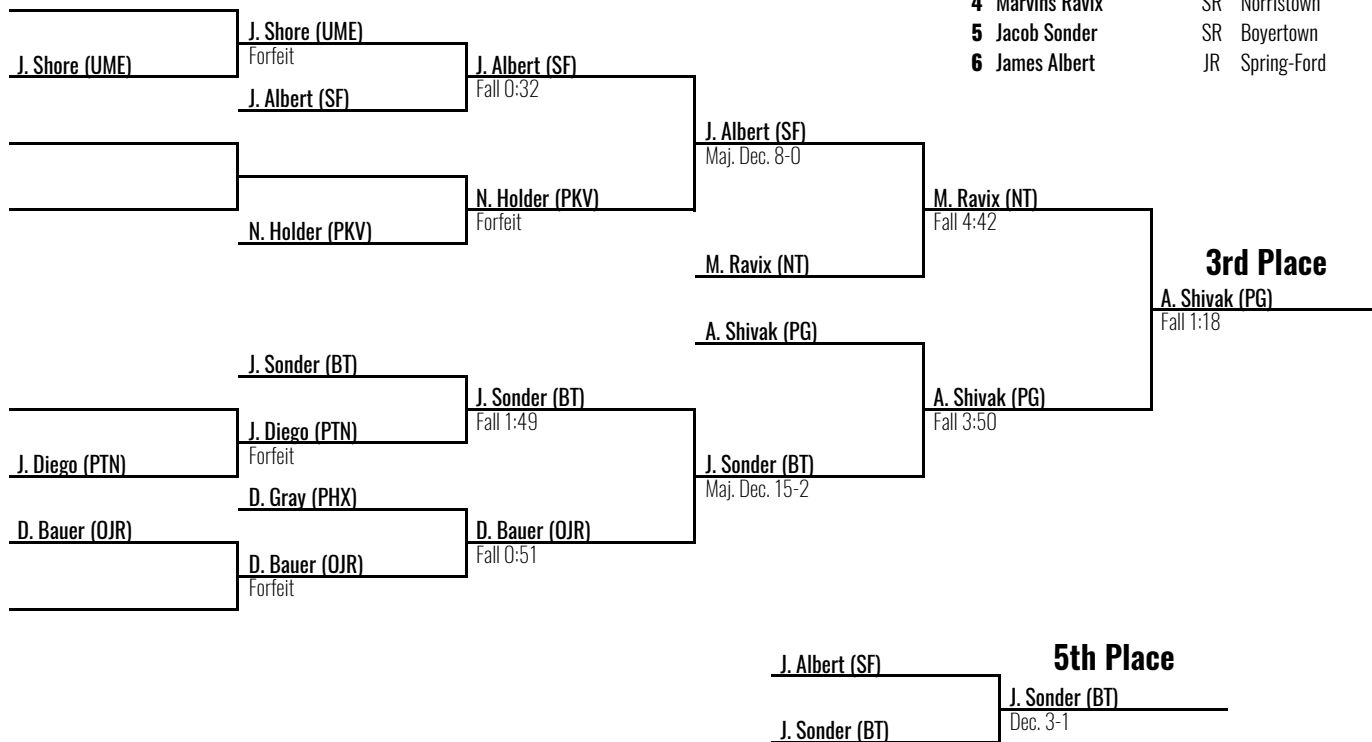 4 Marvins Ravix SR Norristown
5 Jacob Sonder SR Boyertown
6 James Albert JR Spring-Ford
J. Shore (UME)
J. Shore (UME)
Forfeit
J. Albert (SF)
J. Albert (SF)
Fall 0:32
N. Holder (PKV)
N. Holder (PKV)
Forfeit
J. Albert (SF)
Maj. Dec. 8-0
M. Ravix (NT)
M. Ravix (NT)
Fall 4:42
3rd Place
A. Shivak (PG)
Fall 1:18
A. Shivak (PG)
A. Shivak (PG)
Fall 3:50
J. Sonder (BT)
J. Sonder (BT)
Fall 1:49
J. Diego (PTN)
J. Diego (PTN)
Forfeit
J. Sonder (BT)
Maj. Dec. 15-2
D. Gray (PHX)
D. Bauer (OJR)
D. Bauer (OJR)
Fall 0:51
D. Bauer (OJR)
Forfeit
5th Place
J. Albert (SF)
J. Sonder (BT)
Dec. 3-1
J. Sonder (BT)